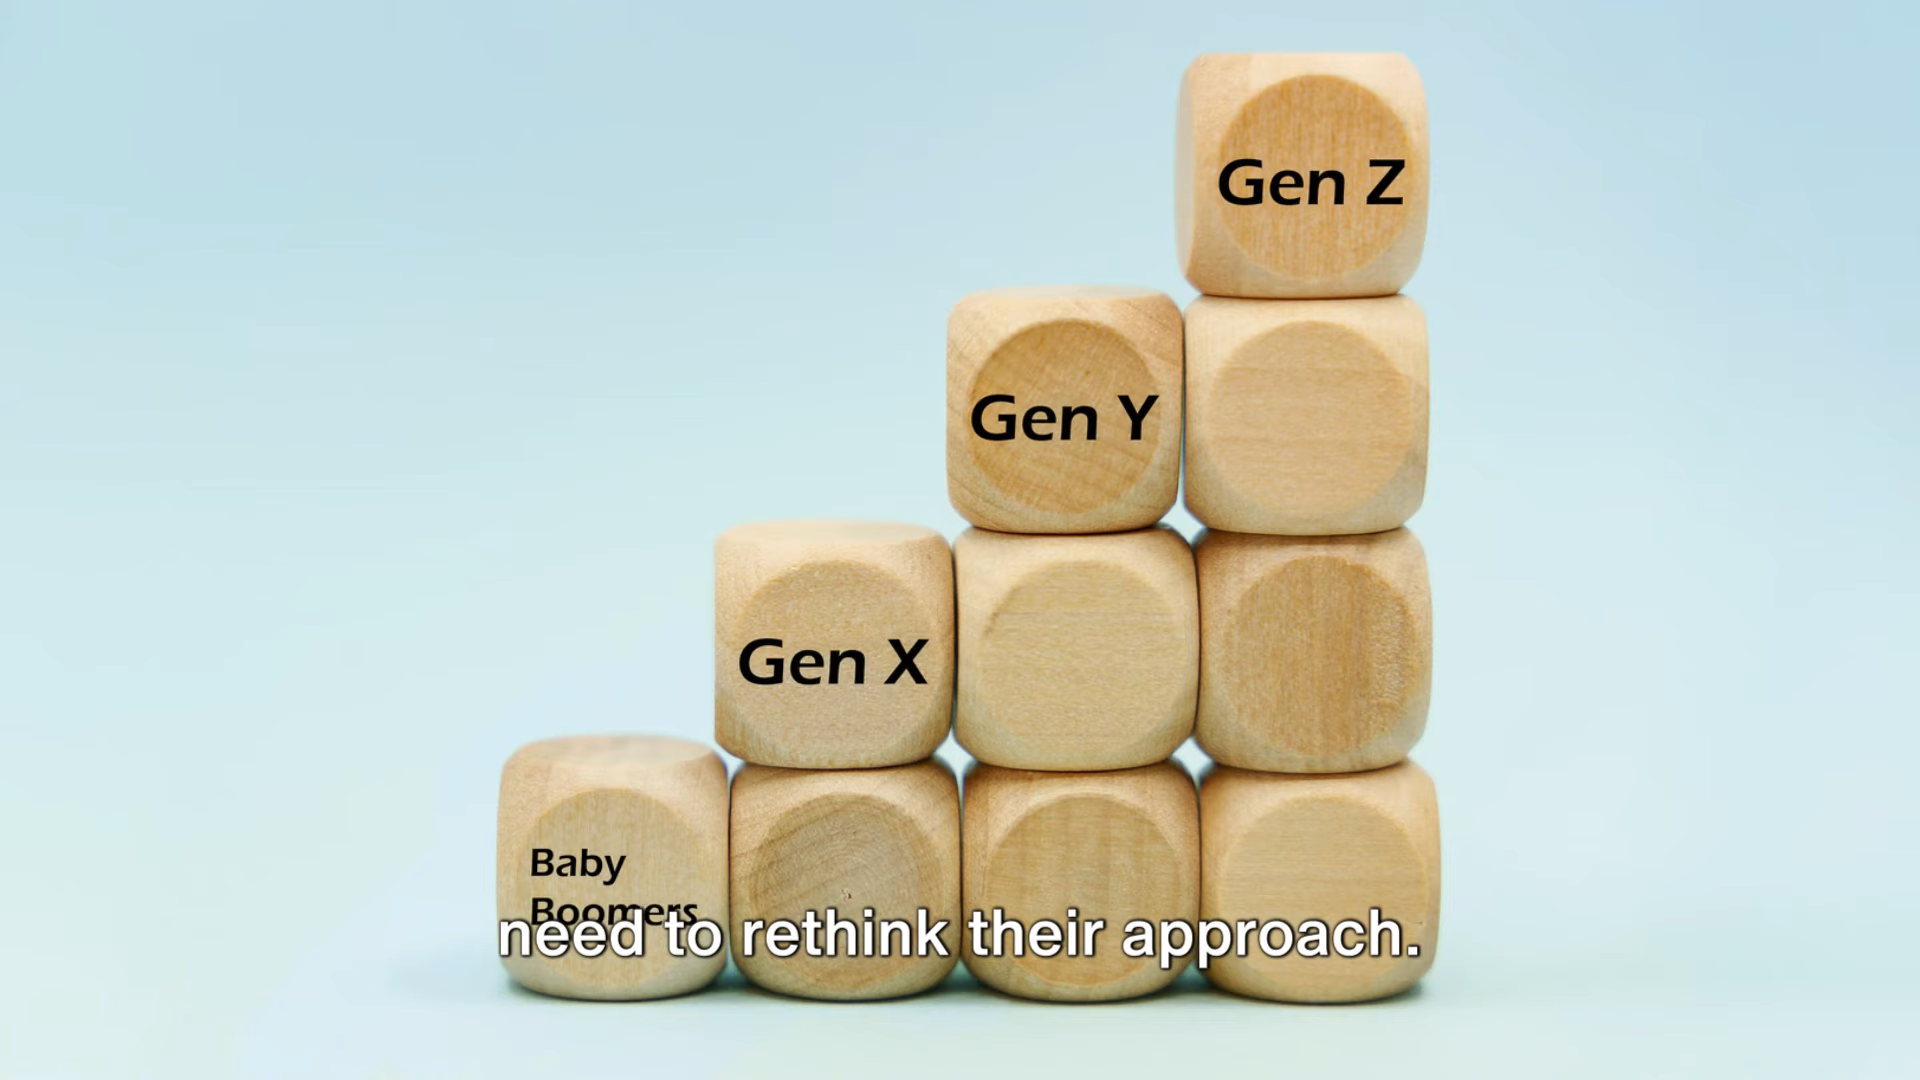 Gen Z
Gen Y
Gen X
Baby
Boomers
need to rethink their approach.